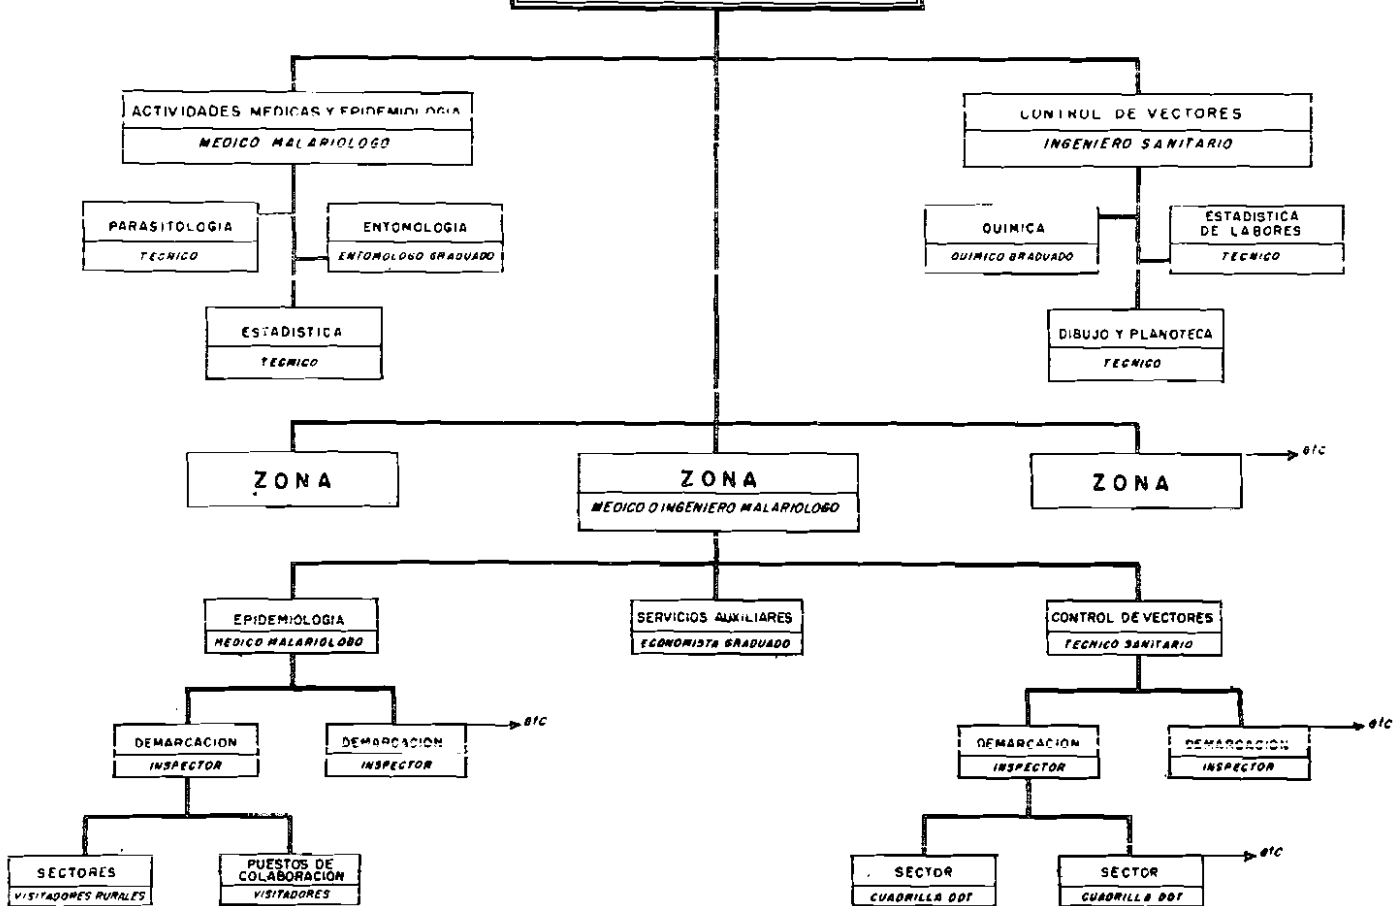 ACTIVIDADES MEDICAS Y EPIDEMIOLOGIA
MEDICO MALARIOLOGO
CONTROL DE VECTORES
INGENIERO SANITARIO
PARASITOLOGIA
TECNICO
ENTOMOLOGIA
ENTOMOLOGO GRADUADO
QUIMICA
QUIMICO GRADUADO
ESTADISTICA
DE LABORES
TECNICO
ESTADISTICA
TECNICO
DIBUJO Y PLANOTECA
TECNICO
ZONA
ZONA
MEDICO O INGENIERO MALARIOLOGO
ZONA
etc
EPIDEMIOLOGIA
MEDICO MALARIOLOGO
SERVICIOS AUXILIARES
ECONOMISTA GRADUADO
CONTROL DE VECTORES
TECNICO SANITARIO
DEMARCACION
INSPECTOR
DEMARCACION
INSPECTOR
etc
DEMARCACION
INSPECTOR
DEMARCACION
INSPECTOR
etc
SECTORES
VISITADORES RURALES
PUESTOS DE
COLABORACION
VISITADORES
SECTOR
CUADRILLA DDT
SECTOR
CUADRILLA DDT
etc